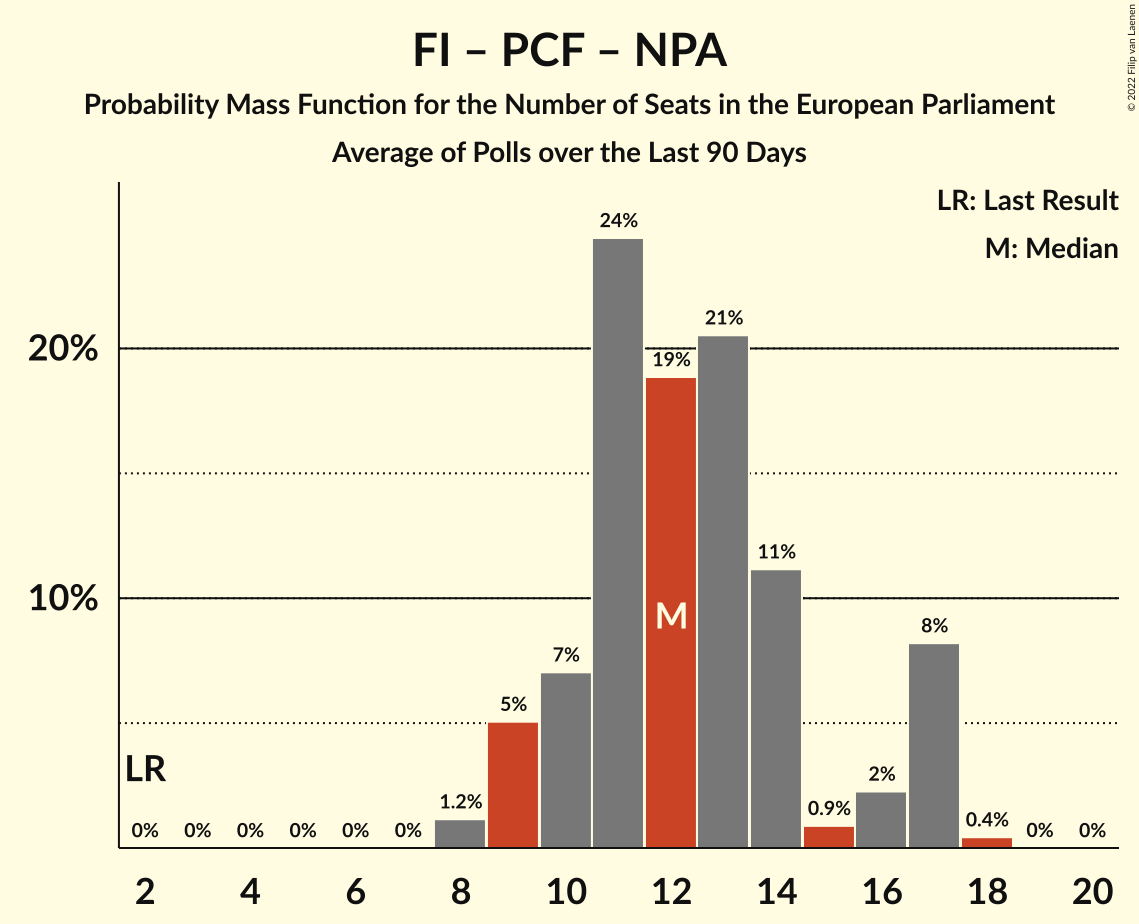 FI – PCF – NPA
Probability Mass Function for the Number of Seats in the European Parliament
Average of Polls over the Last 90 Days
© 2022 Filip van Laenen
LR: Last Result
M: Median
20%
10%
LR
0%
0%
0%
0%
0%
0%
1.2%
5%
7%
24%
19%
M
21%
11%
0.9%
2%
8%
0.4%
0%
0%
2 4 6 8 10 12 14 16 18 20